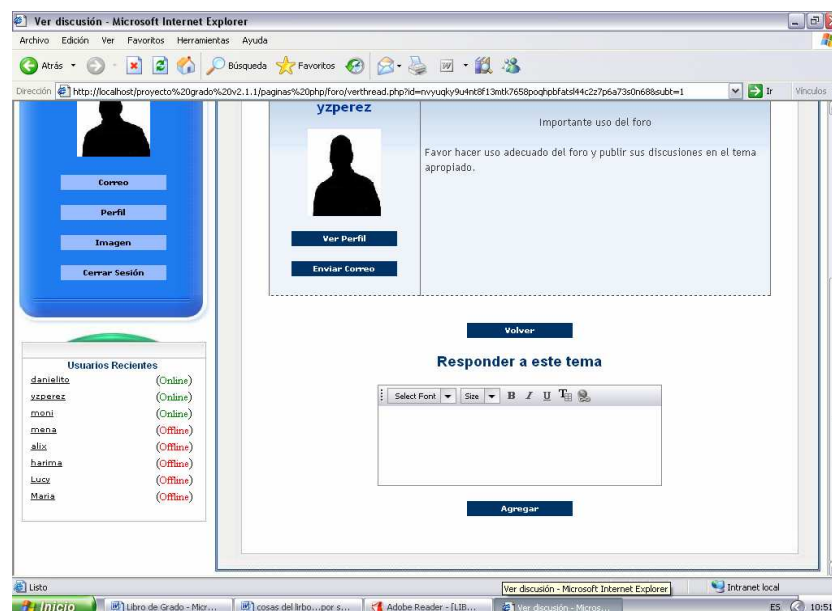 Ver discusión - Microsoft Internet Explorer
Archivo Edición Ver Favoritos Herramientas Ayuda
Atrás Búsqueda Favoritos
Dirección http://localhost/proyecto%20grado%20v2.1.1/paginas%20php/foro/verthread.php?id=nvyuqky9u4nt8f13mtk7658poqhpbfatsl44c2z7p6a73s0n68&subt=1 Ir Vínculos
Correo
Perfil
Imagen
Cerrar Sesión
Usuarios Recientes
danielito (Online)
yzperez (Online)
moni (Online)
mena (Offline)
alix (Offline)
harima (Offline)
Lucy (Offline)
Maria (Offline)
yzperez
Ver Perfil
Enviar Correo
Importante uso del foro
Favor hacer uso adecuado del foro y publir sus discusiones en el tema
apropiado.
Volver
Responder a este tema
Select Font Size B I U T
Agregar
Listo Ver discusión - Microsoft Internet Explorer Intranet local
Inicio Libro de Grado - Micr... cosas del lirbo...por s... Adobe Reader - [LIB... Ver discusión - Micros... ES